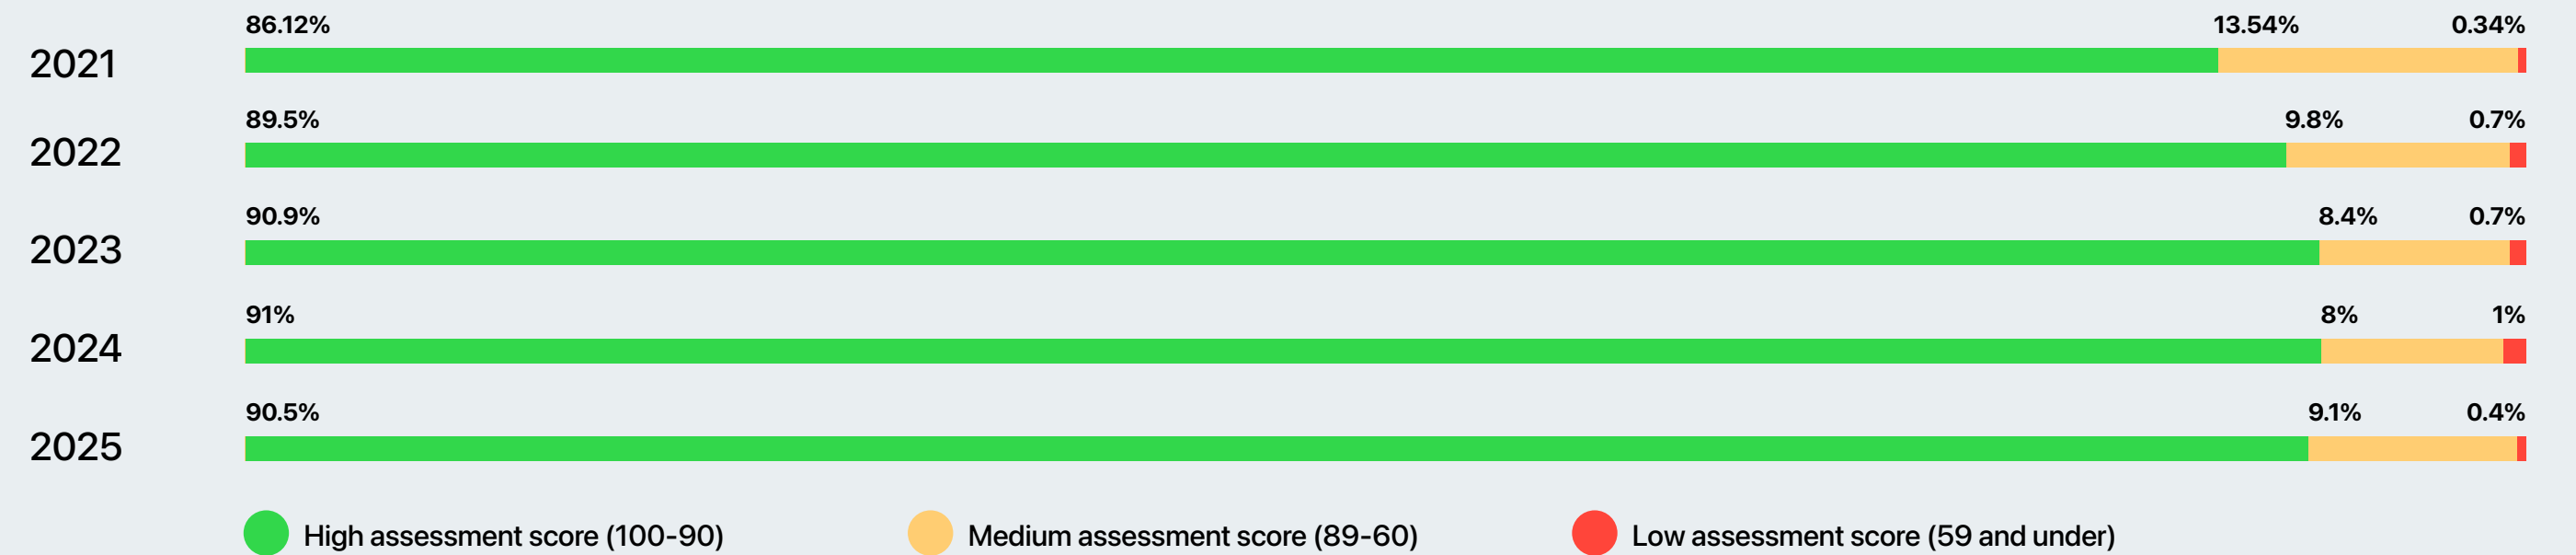 86.12% 13.54% 0.34%
2021
89.5% 9.8% 0.7%
2022
90.9% 8.4% 0.7%
2023
91% 8% 1%
2024
90.5% 9.1% 0.4%
2025
High assessment score (100-90) Medium assessment score (89-60) Low assessment score (59 and under)